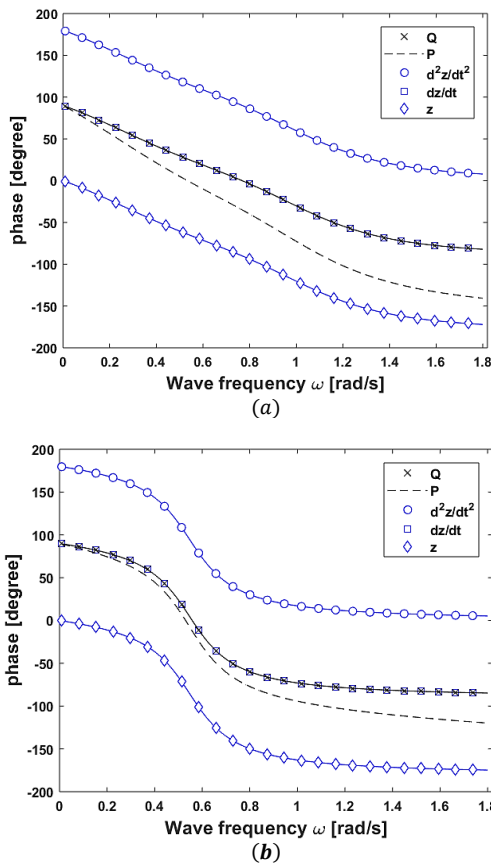 200
150
100
50
0
-50
-100
-150
-200
phase [degree]
Q
P
d²z/dt²
dz/dt
z
0 0.2 0.4 0.6 0.8 1 1.2 1.4 1.6 1.8
Wave frequency ω [rad/s]
(a)
200
150
100
50
0
-50
-100
-150
-200
phase [degree]
Q
P
d²z/dt²
dz/dt
z
0 0.2 0.4 0.6 0.8 1 1.2 1.4 1.6 1.8
Wave frequency ω [rad/s]
(b)